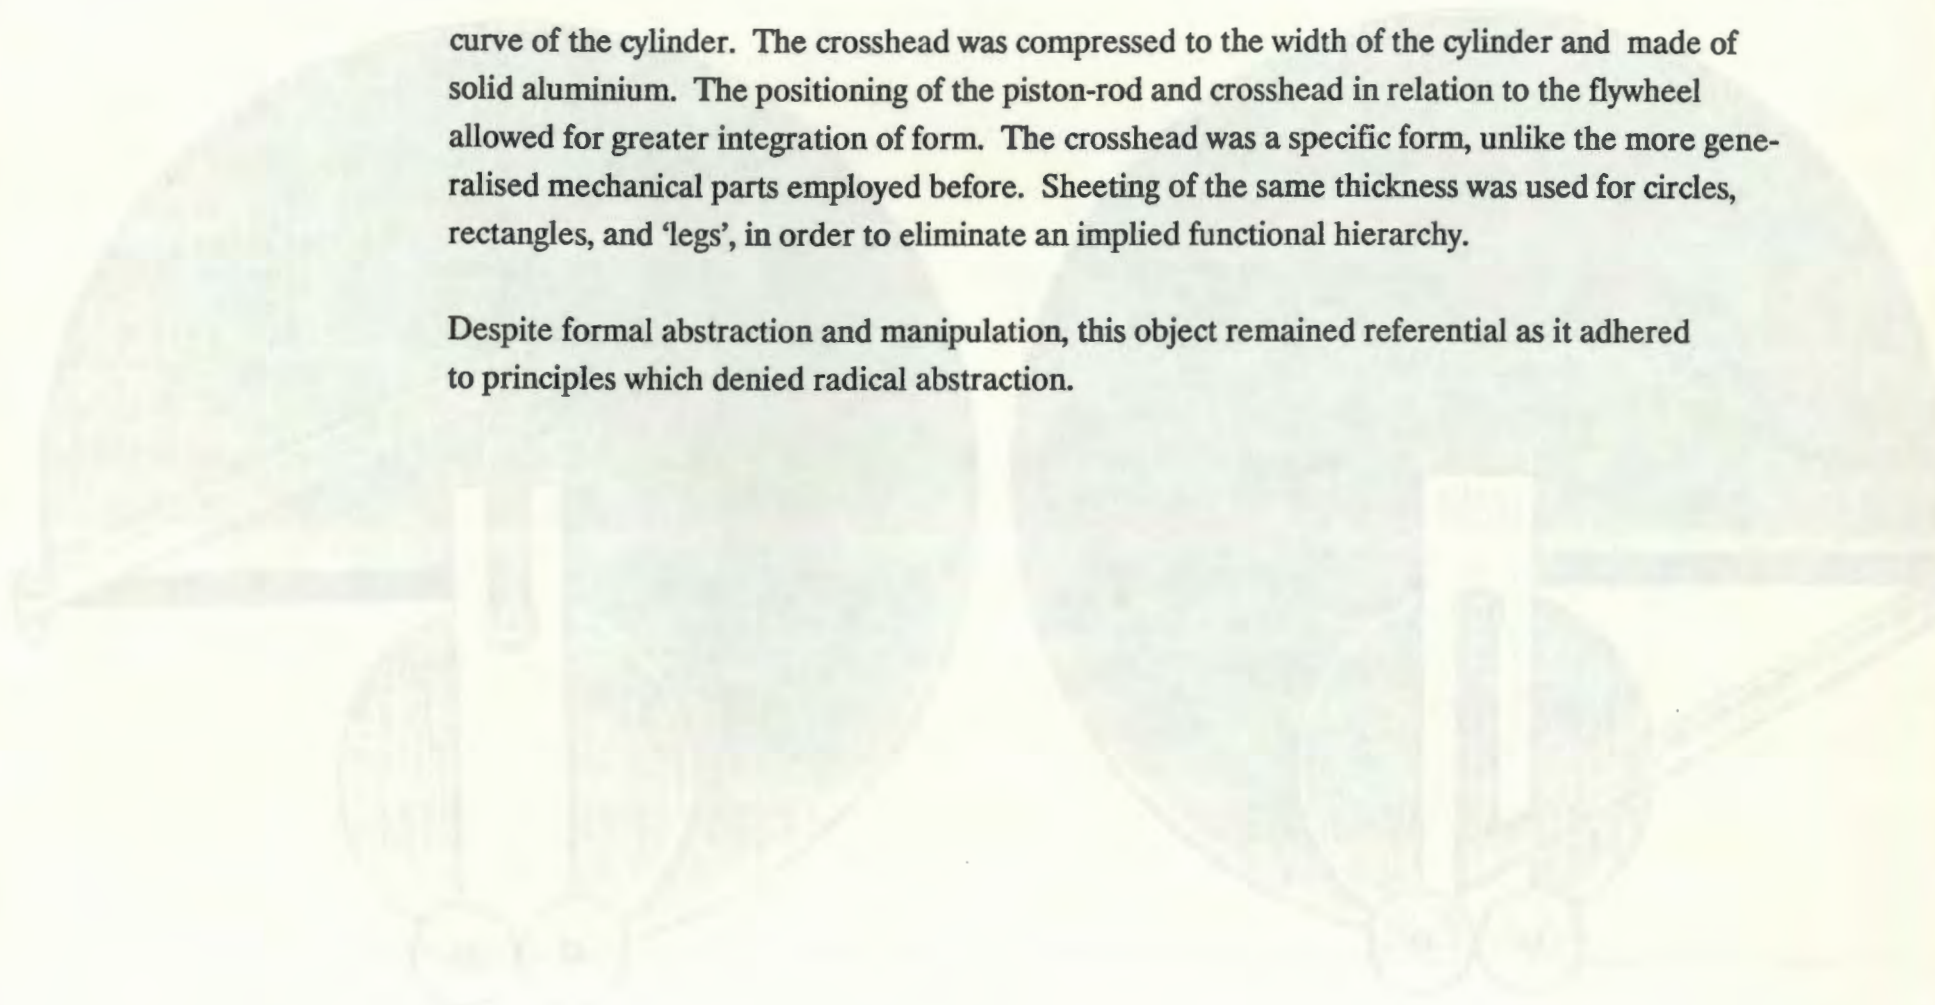 curve of the cylinder. The crosshead was compressed to the width of the cylinder and made of
solid aluminium. The positioning of the piston-rod and crosshead in relation to the flywheel
allowed for greater integration of form. The crosshead was a specific form, unlike the more gene-
ralised mechanical parts employed before. Sheeting of the same thickness was used for circles,
rectangles, and ‘legs’, in order to eliminate an implied functional hierarchy.
Despite formal abstraction and manipulation, this object remained referential as it adhered
to principles which denied radical abstraction.